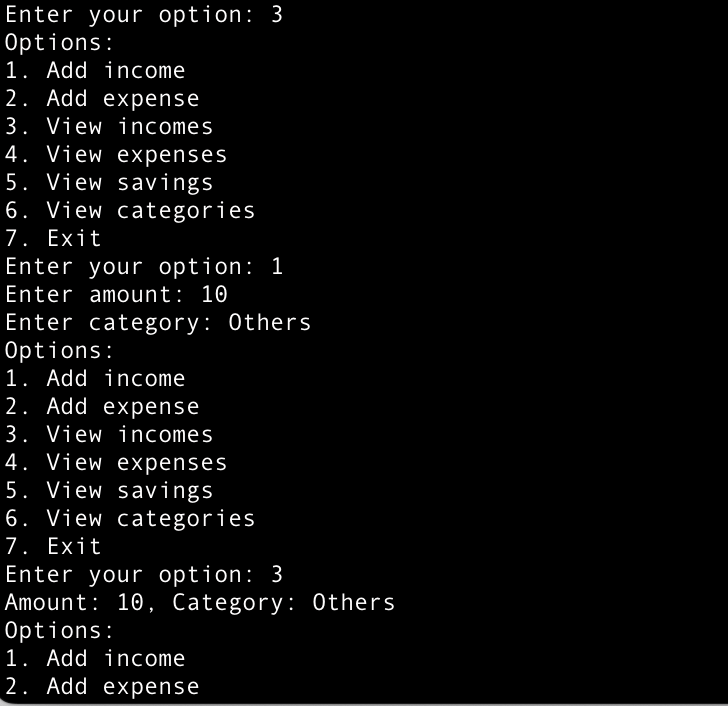 Enter your option: 3
Options:
1. Add income
2. Add expense
3. View incomes
4. View expenses
5. View savings
6. View categories
7. Exit
Enter your option: 1
Enter amount: 10
Enter category: Others
Options:
1. Add income
2. Add expense
3. View incomes
4. View expenses
5. View savings
6. View categories
7. Exit
Enter your option: 3
Amount: 10, Category: Others
Options:
1. Add income
2. Add expense